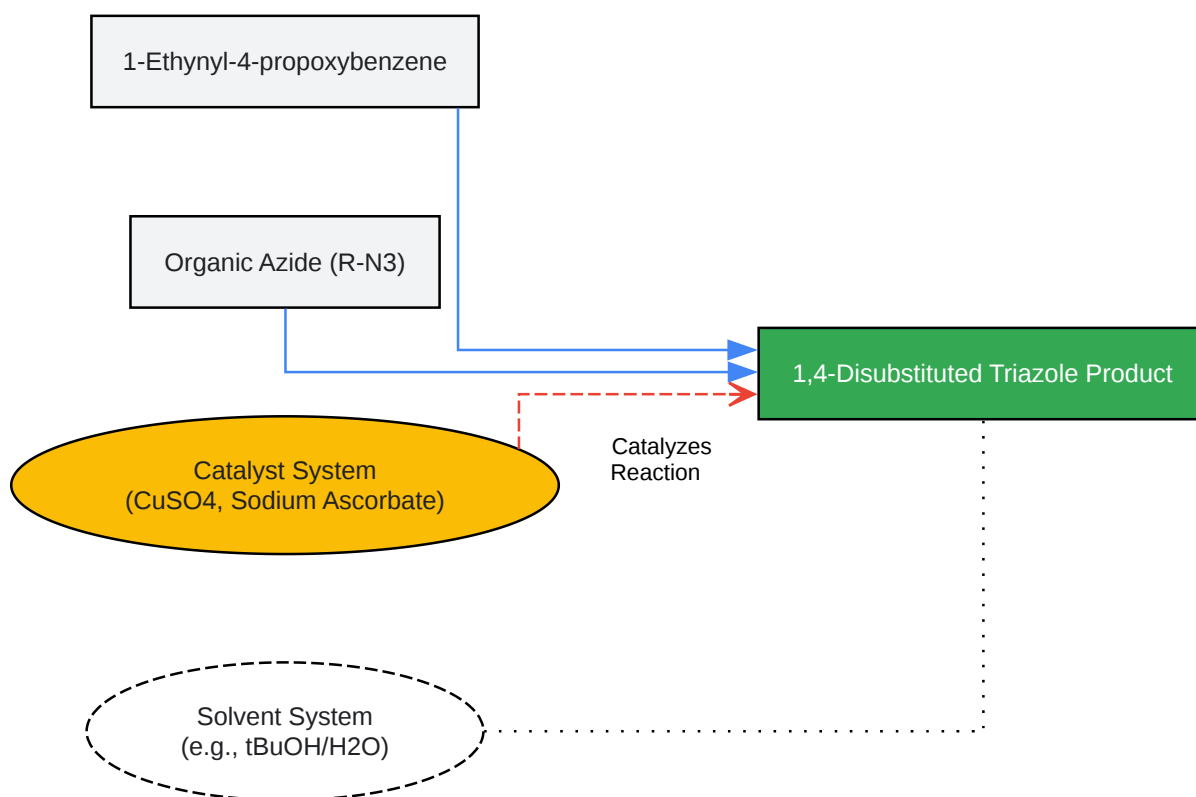 1-Ethynyl-4-propoxybenzene
Organic Azide (R-N3)
1,4-Disubstituted Triazole Product
Catalyzes
Reaction
Catalyst System
(CuSO4, Sodium Ascorbate)
Solvent System
(e.g., tBuOH/H2O)